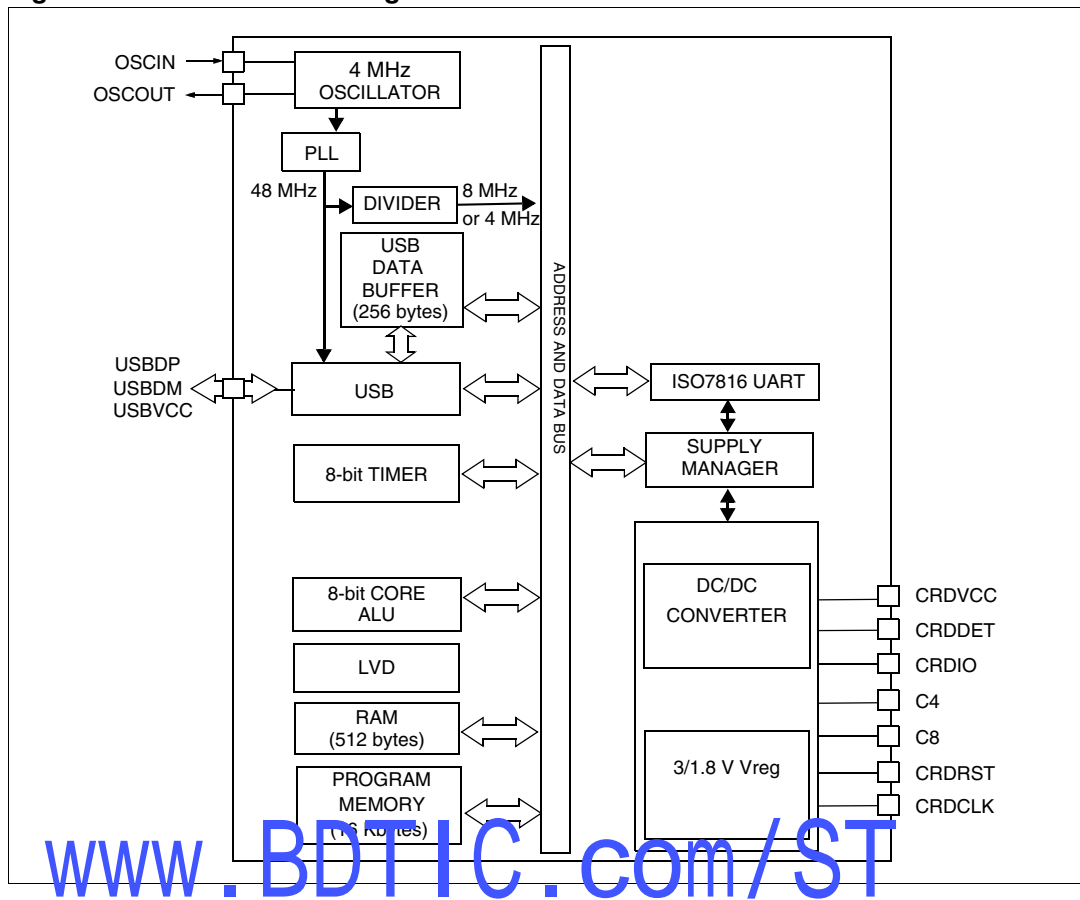 OSCIN
OSCOUT
4 MHz
OSCILLATOR
PLL
48 MHz
DIVIDER
8 MHz
or 4 MHz
USB
DATA
BUFFER
(256 bytes)
ADDRESS AND DATA BUS
USBDP
USBDM
USBVCC
USB
ISO7816 UART
SUPPLY
MANAGER
8-bit TIMER
8-bit CORE
ALU
LVD
RAM
(512 bytes)
PROGRAM
MEMORY
(16 Kbytes)
DC/DC
CONVERTER
3/1.8 V Vreg
CRDVCC
CRDDET
CRDIO
C4
C8
CRDRST
CRDCLK
www.BDTIC.com/ST